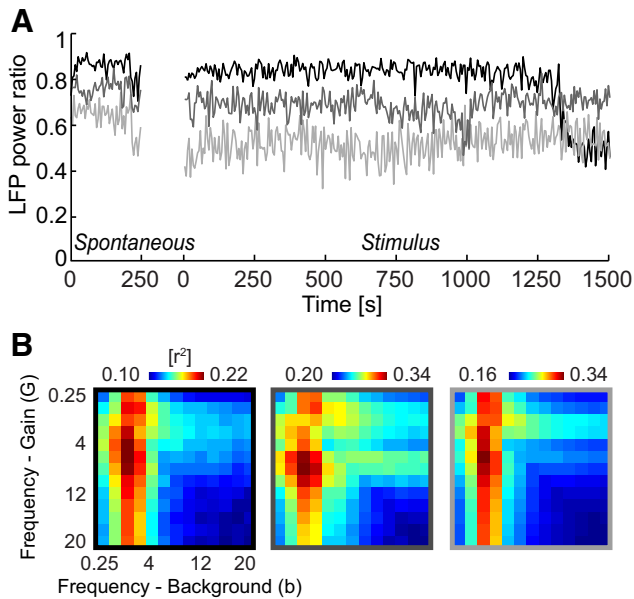 A
LFP power ratio
1
0.8
0.6
0.4
0.2
0
Spontaneous
Stimulus
0 250 0 250 500 750 1000 1250 1500
Time [s]
B
[r²]
0.10 0.22
0.20 0.34
0.16 0.34
Frequency - Gain (G)
0.25
4
12
20
0.25 4 12 20
Frequency - Background (b)